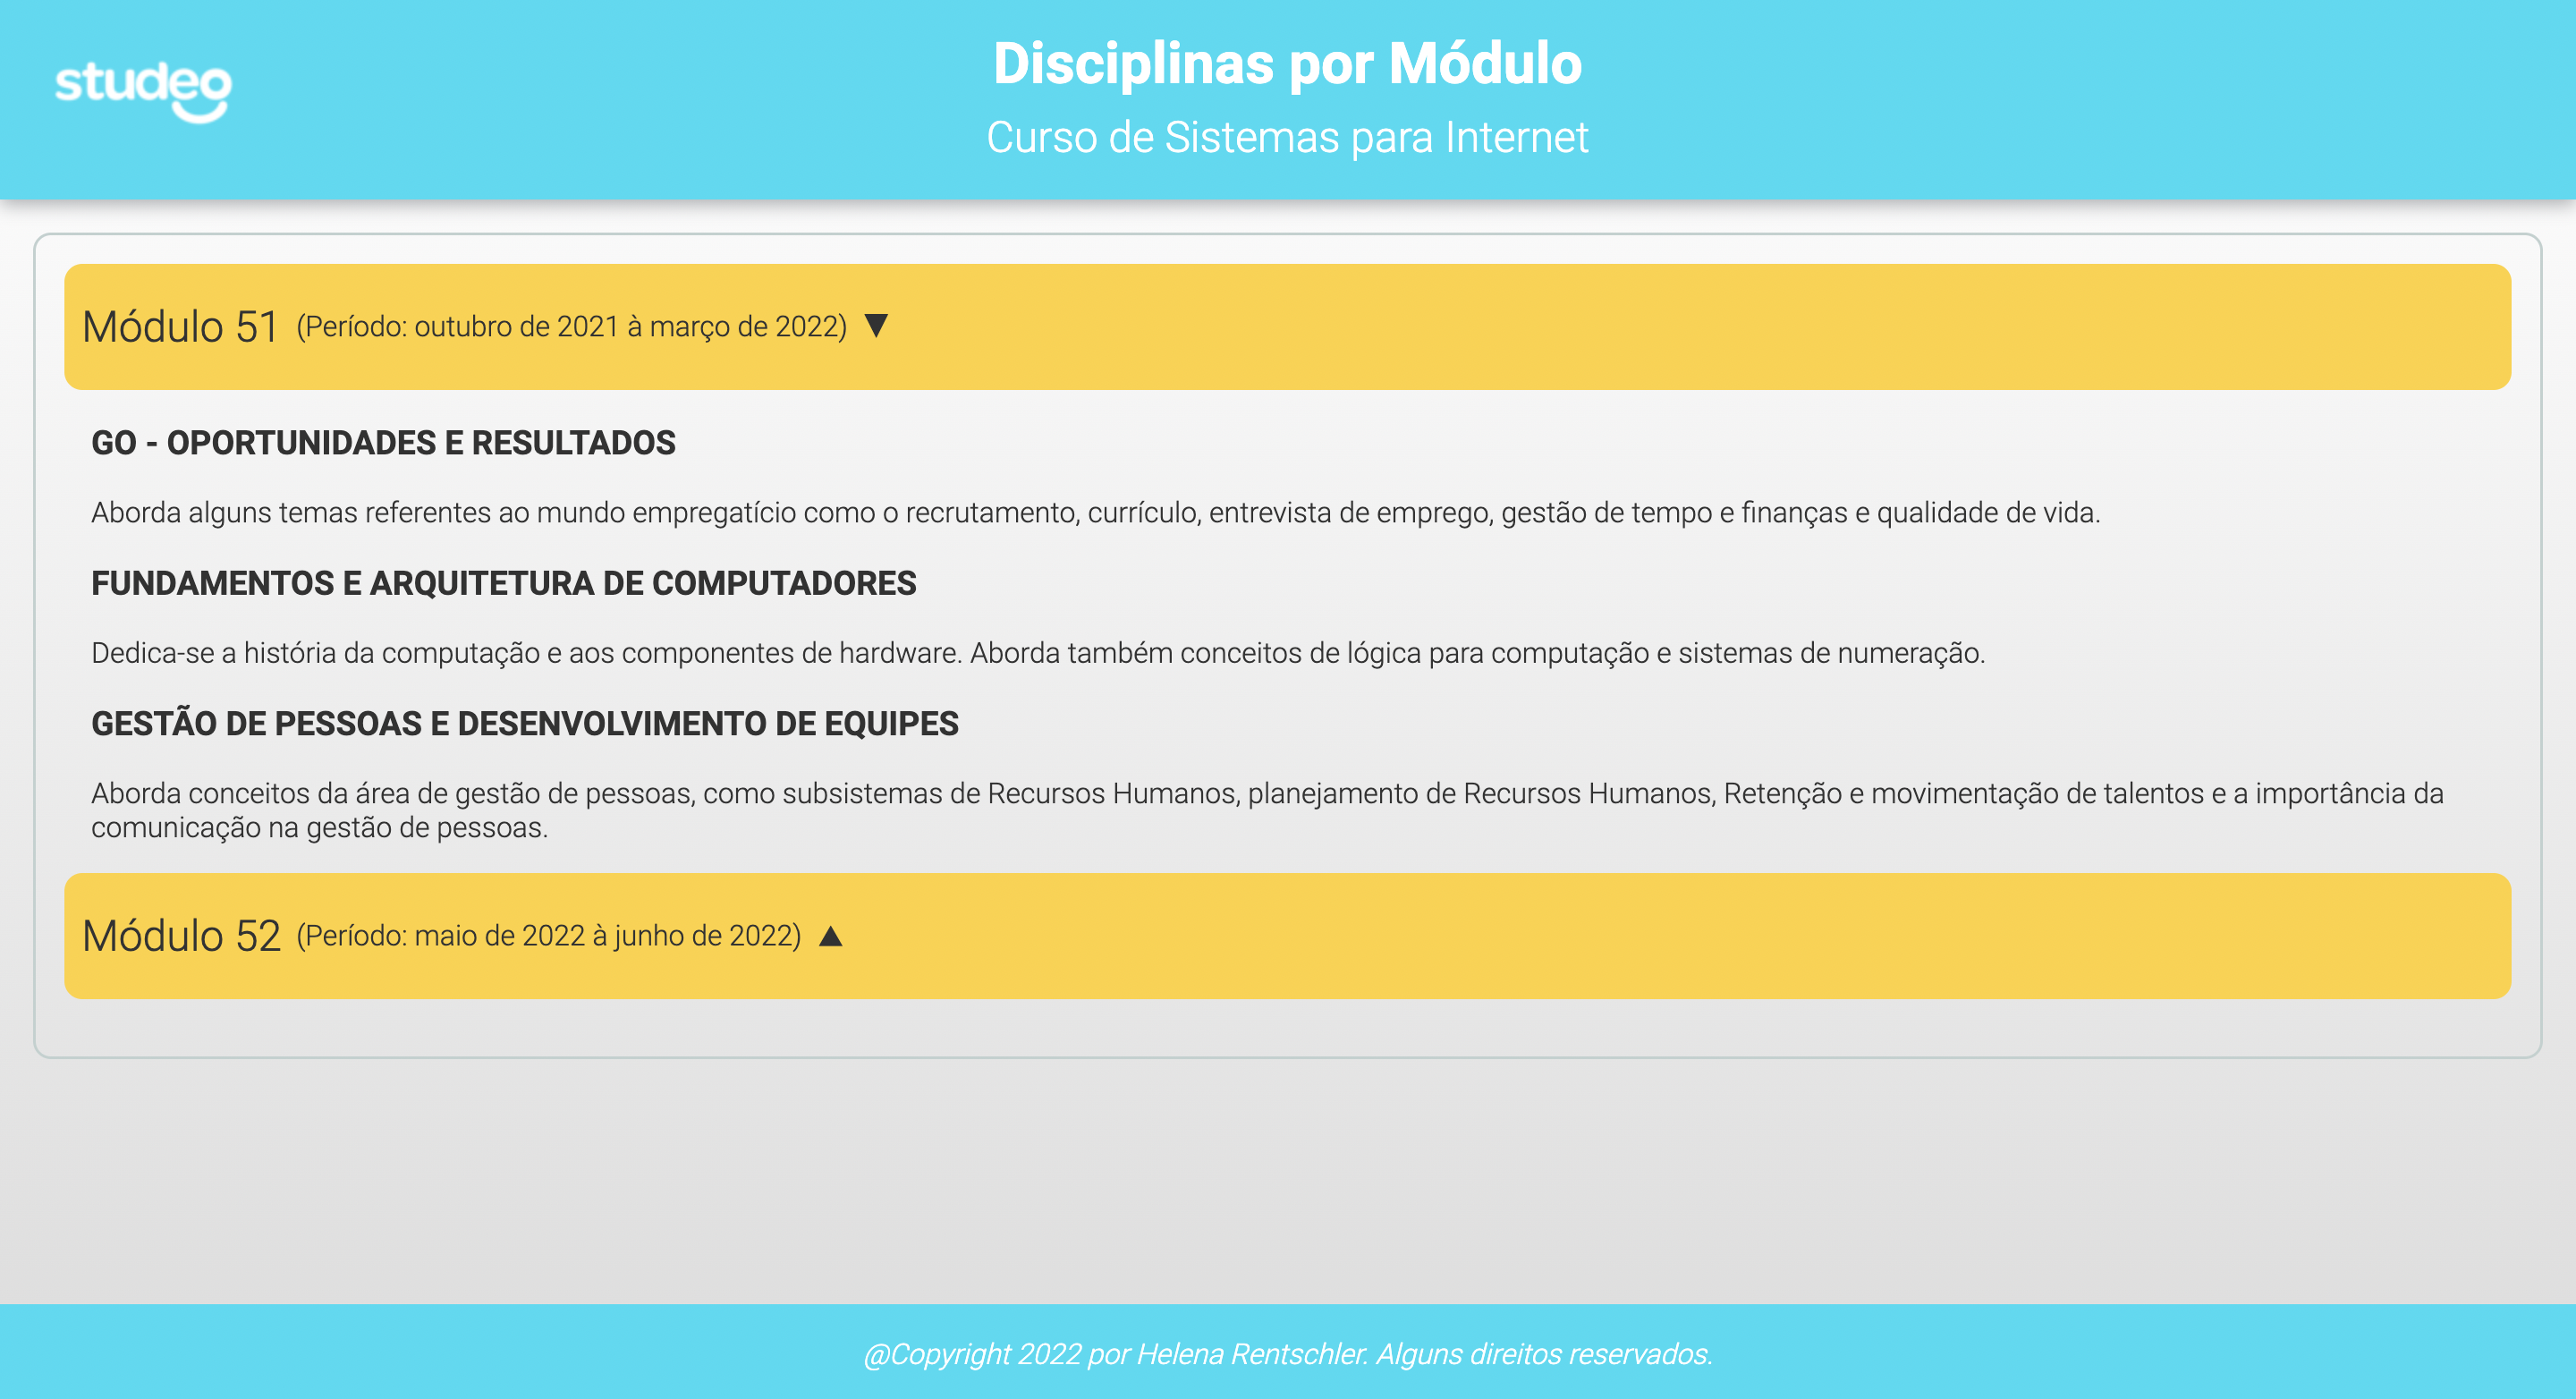 studeo
Disciplinas por Módulo
Curso de Sistemas para Internet
Módulo 51 (Período: outubro de 2021 à março de 2022) ▼
GO - OPORTUNIDADES E RESULTADOS
Aborda alguns temas referentes ao mundo empregatício como o recrutamento, currículo, entrevista de emprego, gestão de tempo e finanças e qualidade de vida.
FUNDAMENTOS E ARQUITETURA DE COMPUTADORES
Dedica-se a história da computação e aos componentes de hardware. Aborda também conceitos de lógica para computação e sistemas de numeração.
GESTÃO DE PESSOAS E DESENVOLVIMENTO DE EQUIPES
Aborda conceitos da área de gestão de pessoas, como subsistemas de Recursos Humanos, planejamento de Recursos Humanos, Retenção e movimentação de talentos e a importância da
comunicação na gestão de pessoas.
Módulo 52 (Período: maio de 2022 à junho de 2022) ▲
@Copyright 2022 por Helena Rentschler. Alguns direitos reservados.